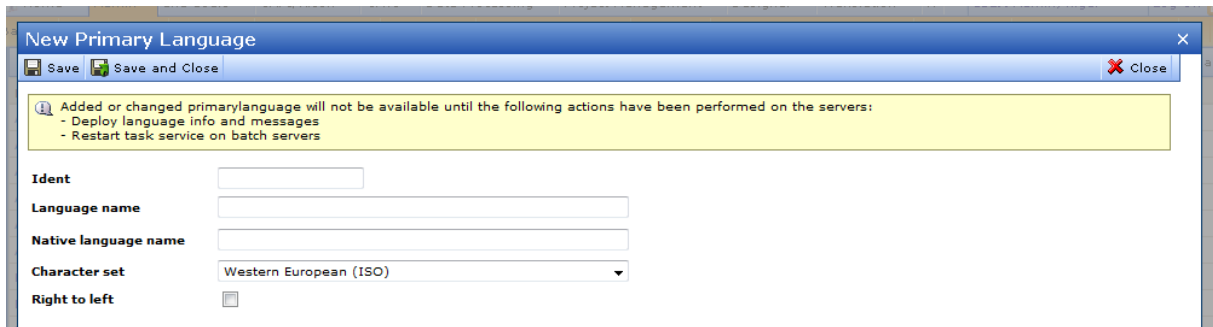 New Primary Language
Save Save and Close Close
Added or changed primarylanguage will not be available until the following actions have been performed on the servers:
- Deploy language info and messages
- Restart task service on batch servers
Ident
Language name
Native language name
Character set Western European (ISO)
Right to left